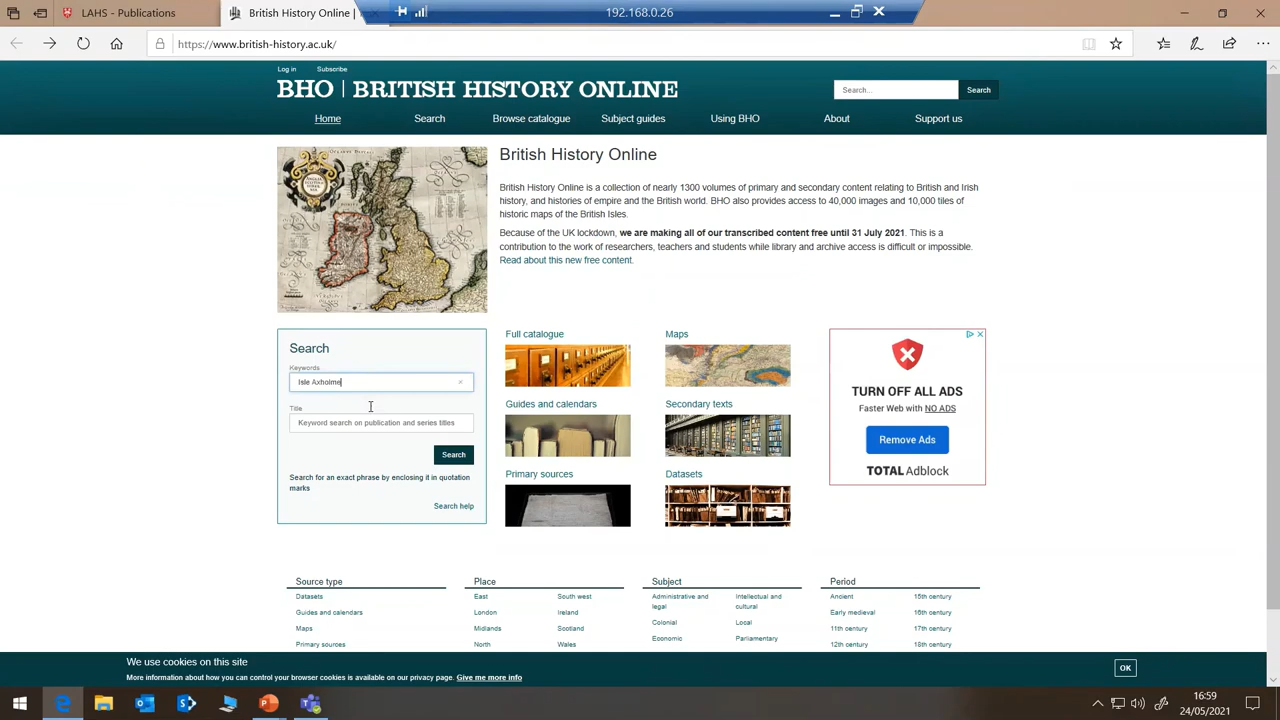 LAHS - Publications
British History Online |
192.168.0.26
https://www.british-history.ac.uk/
Log in
Subscribe
BHO | BRITISH HISTORY ONLINE
Search...
Search
Home
Search
Browse catalogue
Subject guides
Using BHO
About
Support us
British History Online
British History Online is a collection of nearly 1300 volumes of primary and secondary content relating to British and Irish
history, and histories of empire and the British world. BHO also provides access to 40,000 images and 10,000 tiles of
historic maps of the British Isles.
Because of the UK lockdown, we are making all of our transcribed content free until 31 July 2021. This is a
contribution to the work of researchers, teachers and students while library and archive access is difficult or impossible.
Read about this new free content.
Search
Keywords
Isle Axholme
Title
Keyword search on publication and series titles
Search
Search for an exact phrase by enclosing it in quotation
marks
Search help
Full catalogue
Maps
Guides and calendars
Secondary texts
Primary sources
Datasets
TURN OFF ALL ADS
Faster Web with NO ADS
Remove Ads
TOTAL Adblock
Source type
Datasets
Guides and calendars
Maps
Primary sources
Place
East
South west
London
Ireland
Midlands
Scotland
North
Wales
Subject
Administrative and
legal
Intellectual and
cultural
Colonial
Local
Economic
Parliamentary
Period
Ancient
15th century
Early medieval
16th century
11th century
17th century
12th century
18th century
We use cookies on this site
More information about how you can control your browser cookies is available on our privacy page. Give me more info
OK
16:59
24/05/2021